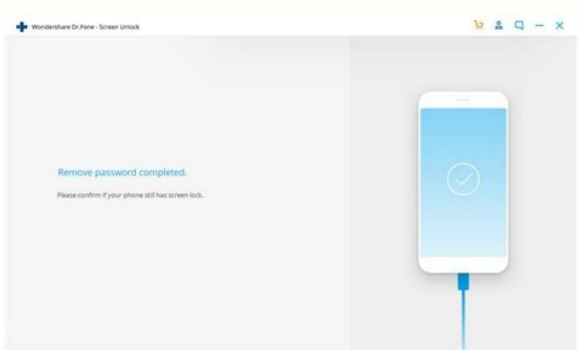 Wondershare Dr.Fone - Screen Unlock
Remove password completed.
Please confirm if your phone still has screen lock.